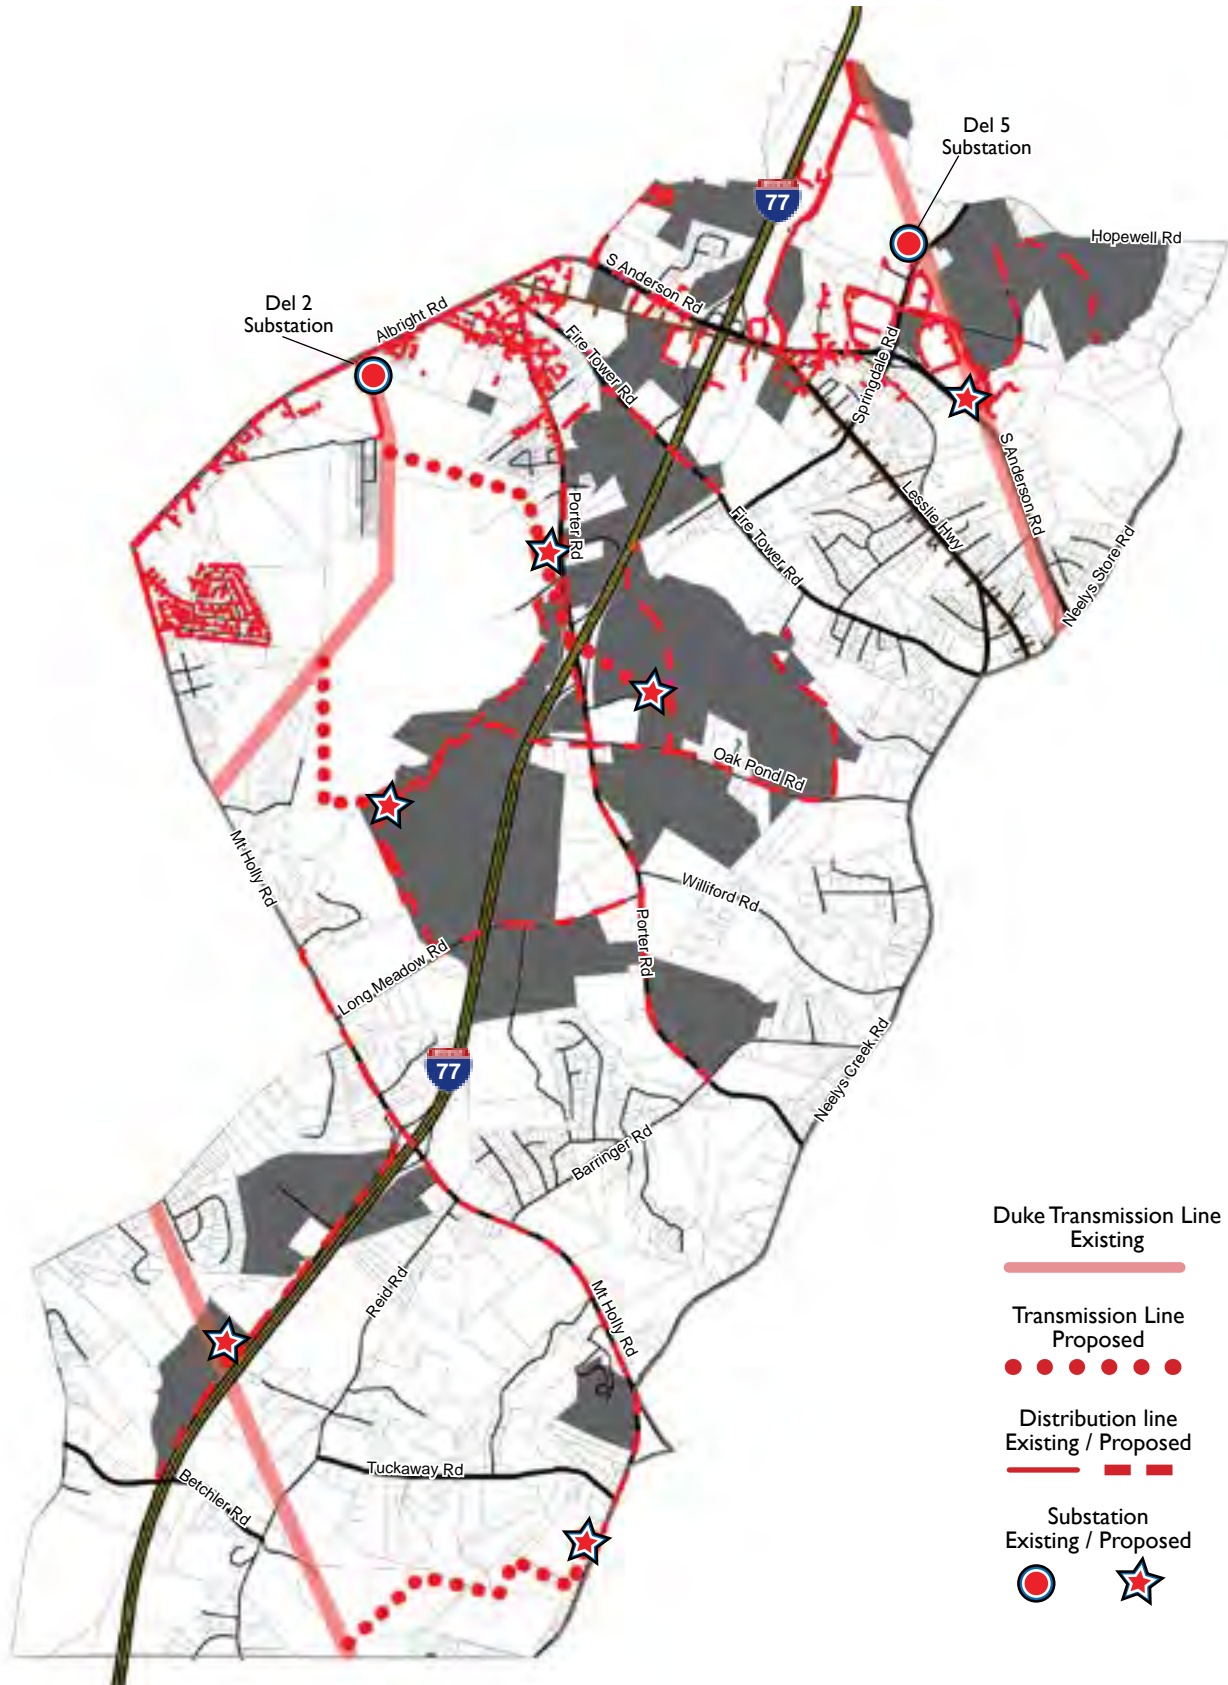 Del 5
Substation
77
Hopewell Rd
S Anderson Rd
Del 2
Substation
Albright Rd
Fire Tower Rd
Springdale Rd
S Anderson Rd
Lesslie Hwy
Porter Rd
Fire Tower Rd
Neelys Store Rd
Oak Pond Rd
Mt Holly Rd
Williford Rd
Porter Rd
Long Meadow Rd
77
Neelys Creek Rd
Barringer Rd
Reid Rd
Mt Holly Rd
Tuckaway Rd
Betchler Rd
Duke Transmission Line
Existing
Transmission Line
Proposed
Distribution line
Existing / Proposed
Substation
Existing / Proposed